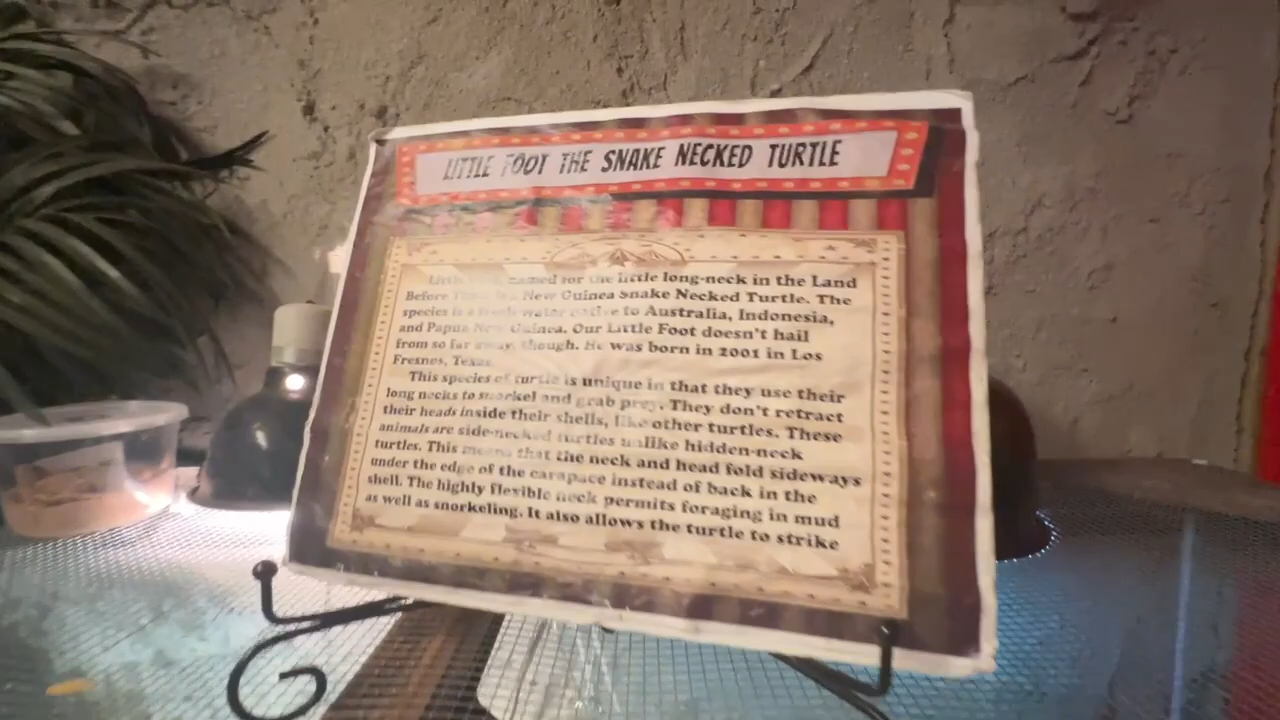 LITTLE FOOT THE SNAKE NECKED TURTLE
Little named for the little long-neck in the Land
Before a New Guinea Snake Necked Turtle. The
species is a fresh water native to Australia, Indonesia,
and Papua New Guinea. Our Little Foot doesn't hail
from so far away, though. He was born in 2001 in Los
Fresnos, Texas.
This species of turtle is unique in that they use their
long necks to snorkel and grab prey. They don't retract
their heads inside their shells, like other turtles. These
animals are side-necked turtles unlike hidden-neck
turtles. This means that the neck and head fold sideways
under the edge of the carapace instead of back in the
shell. The highly flexible neck permits foraging in mud
as well as snorkeling. It also allows the turtle to strike